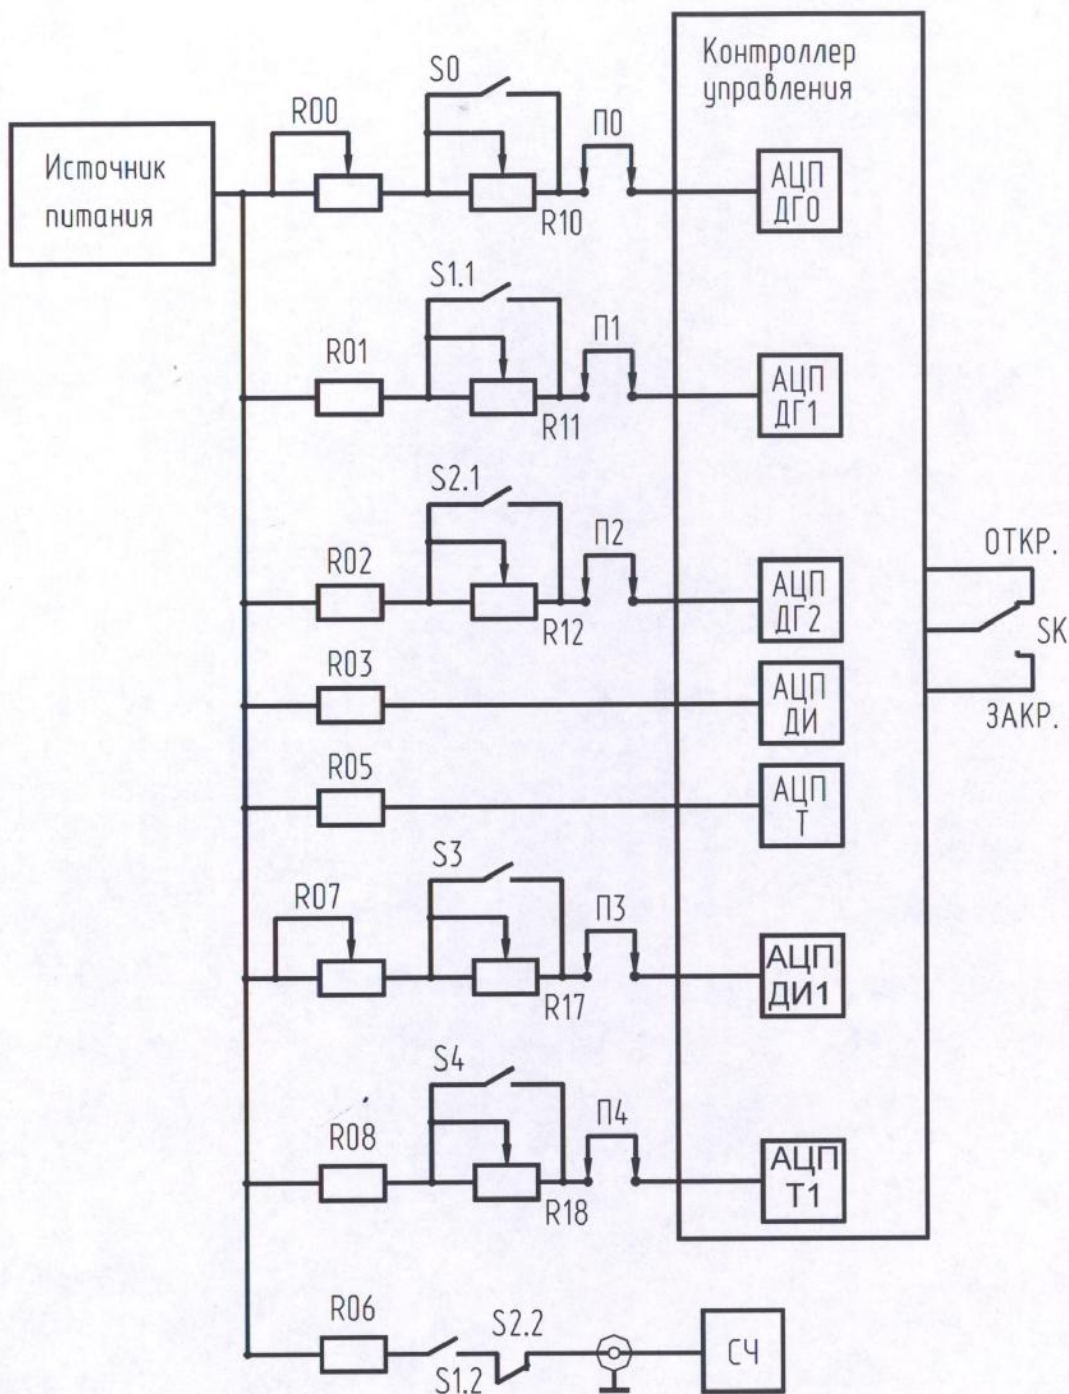 Контроллер
управления
S0
R00
П0
Источник
питания
АЦП
ДГ0
R10
S1.1
R01
П1
АЦП
ДГ1
R11
S2.1
R02
П2
АЦП
ДГ2
R12
ОТКР.
SK
ЗАКР.
R03
АЦП
ДИ
R05
АЦП
Т
S3
R07
П3
АЦП
ДИ1
R17
S4
R08
П4
АЦП
Т1
R18
R06
S2.2
S1.2
СЧ